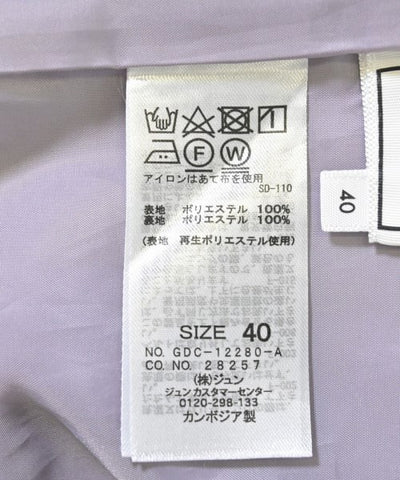 F W
アイロンはあて布を使用
SD-110
表地 ポリエステル 100%
裏地 ポリエステル 100%
(表地 再生ポリエステル使用)
SIZE 40
NO. GDC-12280-A
CO. NO. 28257
(株)ジュン
ジュン カスタマーセンター
0120-298-133
カンボジア製
40